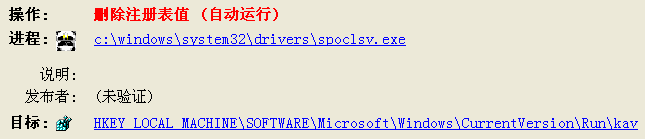 操作: 删除注册表值 (自动运行)
进程: c:\windows\system32\drivers\spoclsv.exe
说明:
发布者: (未验证)
目标: HKEY_LOCAL_MACHINE\SOFTWARE\Microsoft\Windows\CurrentVersion\Run\kav